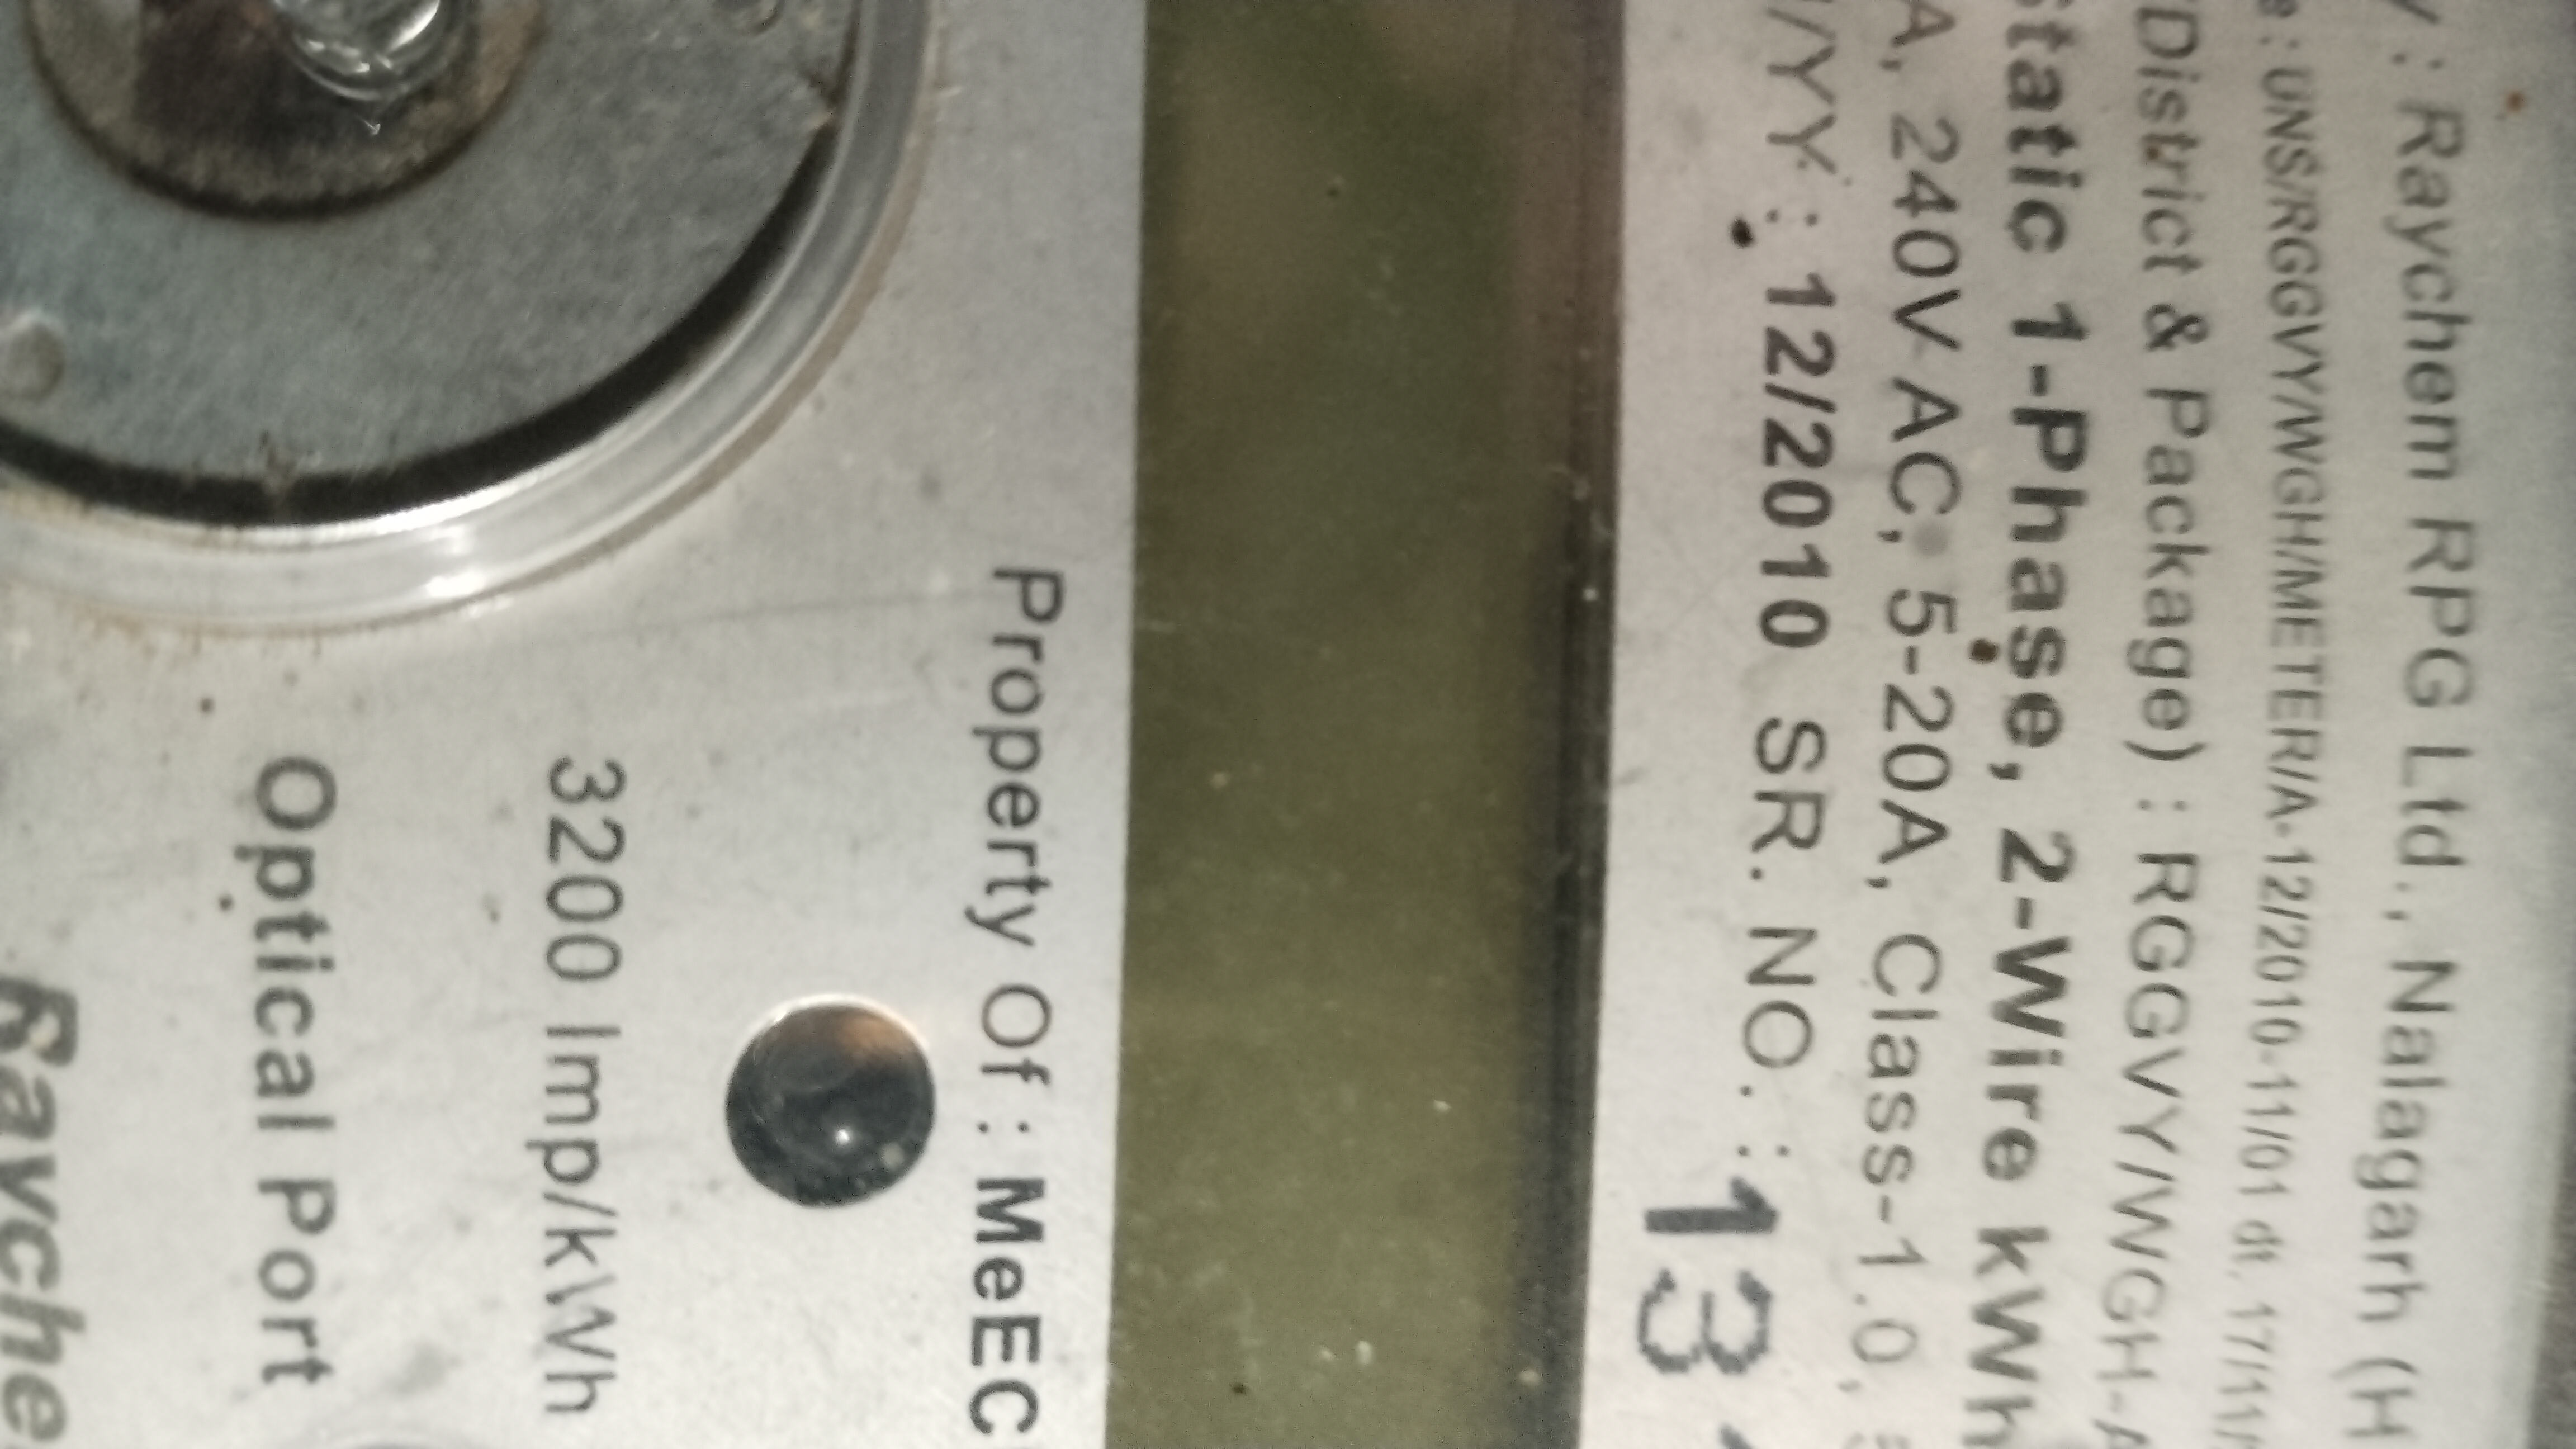 : Raychem RPG Ltd., Nalagarh (H
: UNS/RGGVY/WGH/METER/A-12/2010-11/01 dt. 17/11/
District & Package) : RGGVY/WGH-A
Static 1-Phase, 2-Wire kWh
A, 240V AC, 5-20A, Class-1.0,
/YY : 12/2010 SR. NO. : 13
Property Of : MeEC
3200 Imp/kWh
Optical Port
Rayche